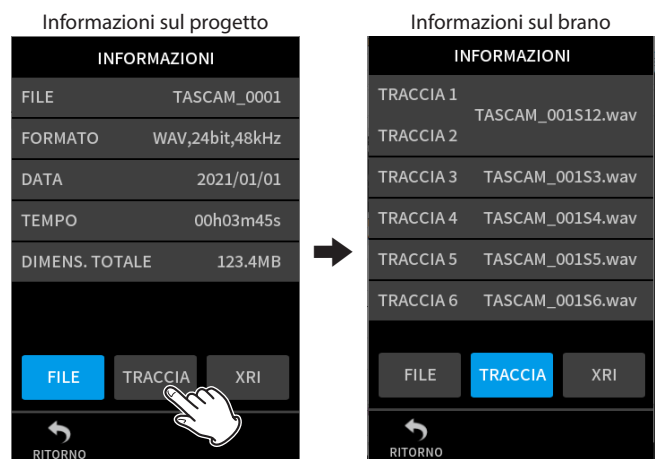 Informazioni sul progetto
INFORMAZIONI
FILE TASCAM_0001
FORMATO WAV,24bit,48kHz
DATA 2021/01/01
TEMPO 00h03m45s
DIMENS. TOTALE 123.4MB
FILE TRACCIA XRI
RITORNO
Informazioni sul brano
INFORMAZIONI
TRACCIA 1
TASCAM_001S12.wav
TRACCIA 2
TRACCIA 3 TASCAM_001S3.wav
TRACCIA 4 TASCAM_001S4.wav
TRACCIA 5 TASCAM_001S5.wav
TRACCIA 6 TASCAM_001S6.wav
FILE TRACCIA XRI
RITORNO